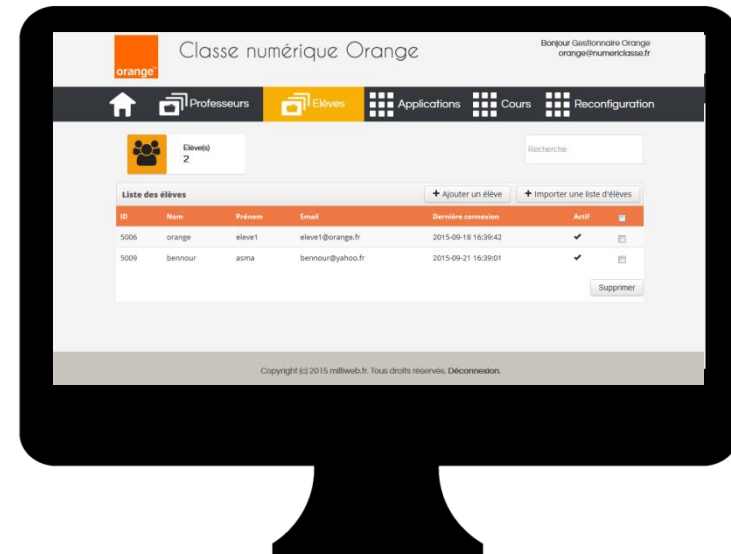 orange
Classe numérique Orange
Bonjour Gestionnaire Orange
orange@numericlasse.fr
Professeurs
Elèves
Applications
Cours
Reconfiguration
Elève(s)
2
Recherche
Liste des élèves
+ Ajouter un élève
+ Importer une liste d'élèves
ID Nom Prénom Email Dernière connexion Actif
5006 orange eleve1 eleve1@orange.fr 2015-09-18 16:39:42 ✔
5009 bennour asma bennour@yahoo.fr 2015-09-21 16:39:01 ✔
Supprimer
Copyright (c) 2015 milliweb.fr. Tous droits réservés. Déconnexion.